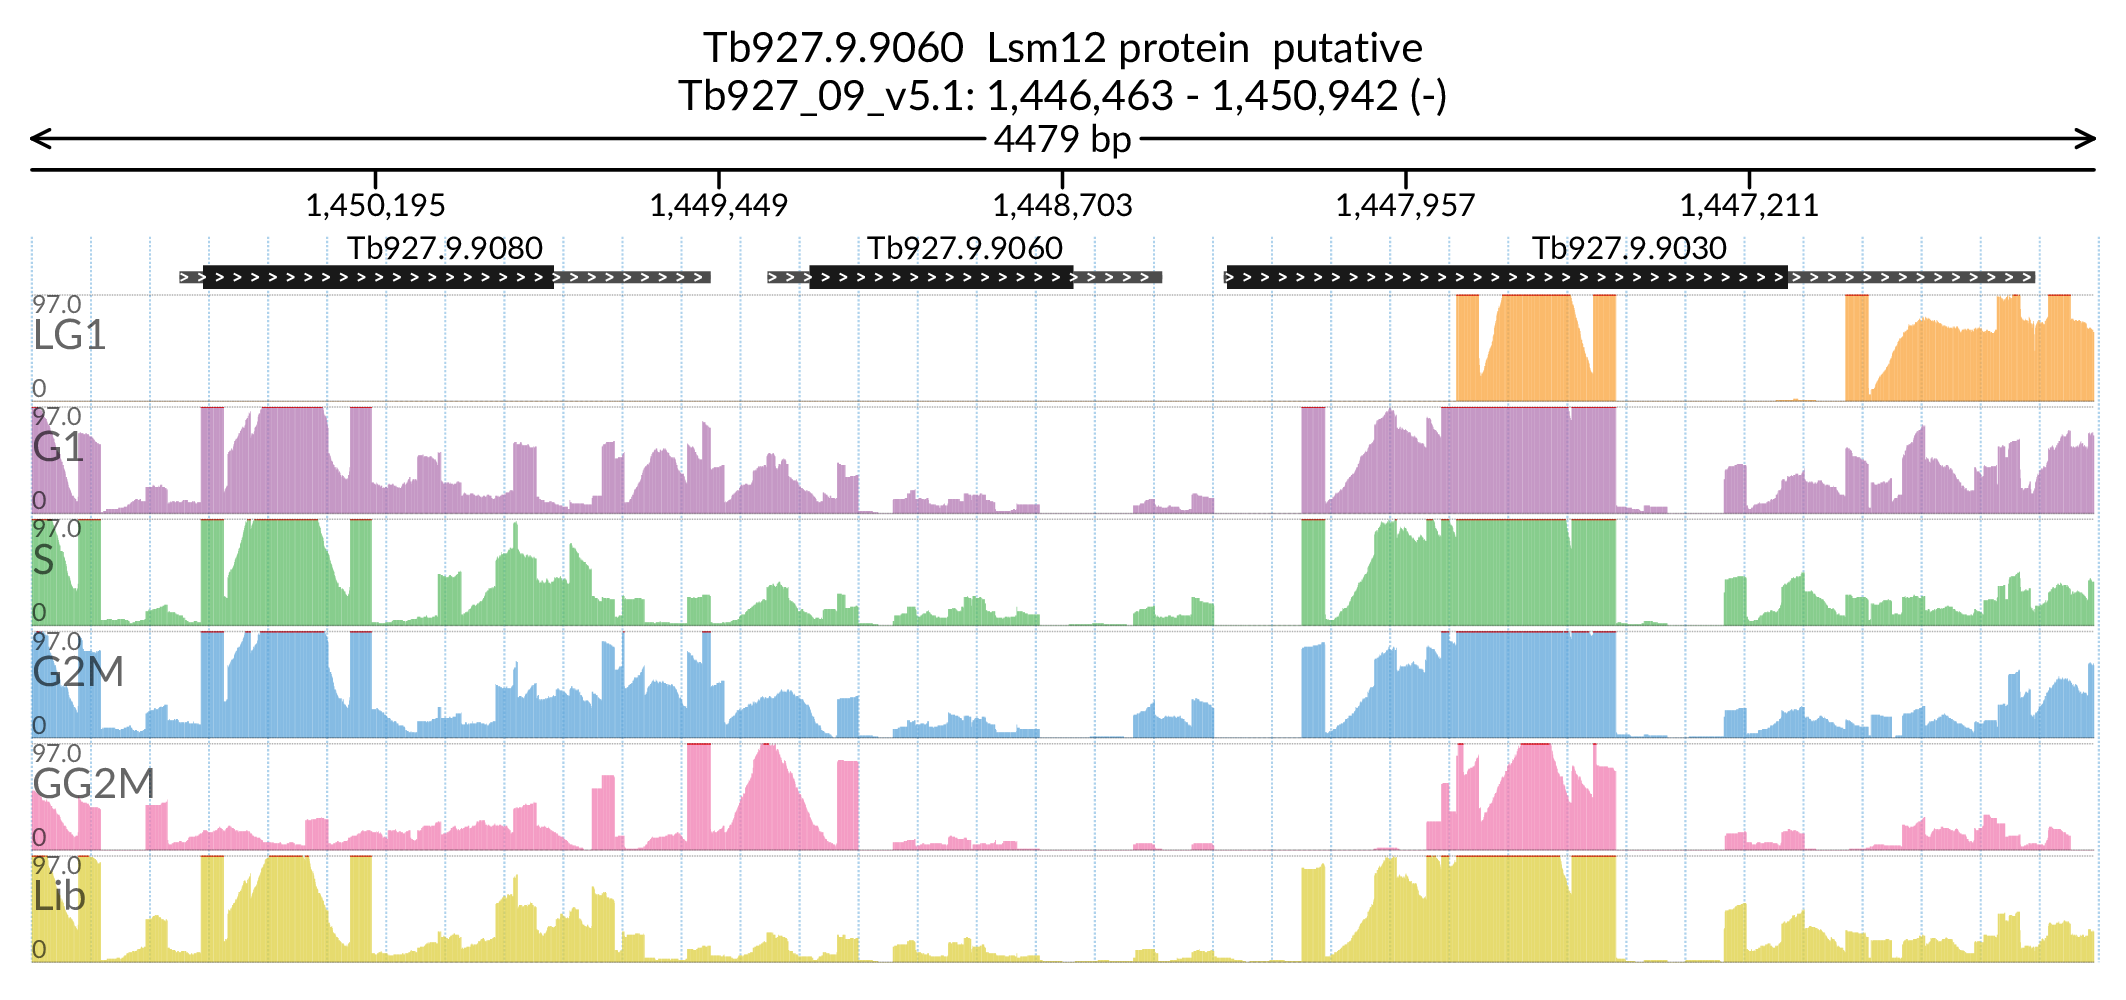 Tb927.9.9060 Lsm12 protein putative
Tb927_09_v5.1: 1,446,463 - 1,450,942 (-)
4479 bp
1,450,195 1,449,449 1,448,703 1,447,957 1,447,211
Tb927.9.9080 Tb927.9.9060 Tb927.9.9030
97.0
LG1
0
97.0
G1
0
97.0
S
0
97.0
G2M
0
97.0
GG2M
0
97.0
Lib
0